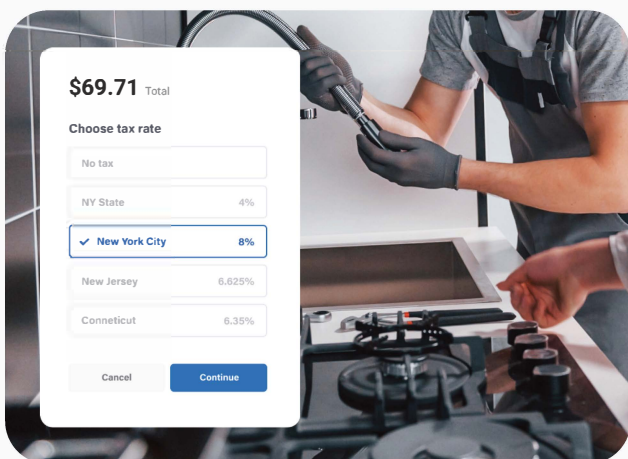 $69.71 Total
Choose tax rate
No tax
NY State 4%
New York City 8%
New Jersey 6.625%
Conneticut 6.35%
Cancel Continue